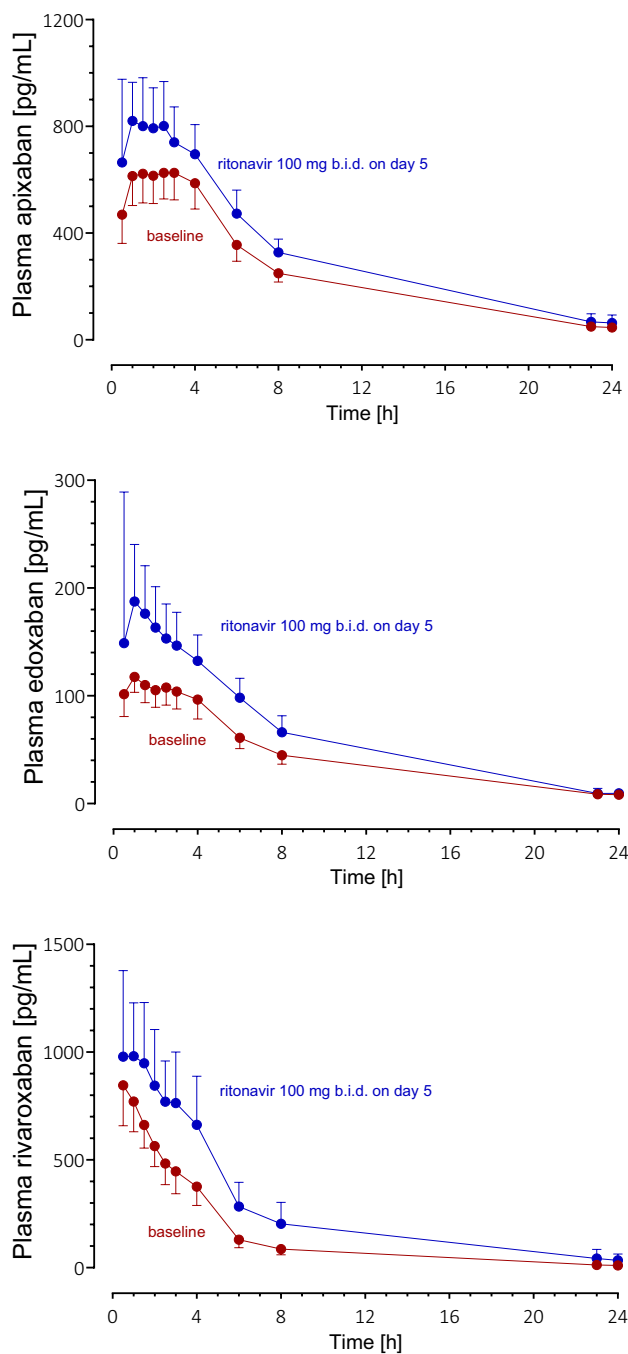 Plasma apixaban [pg/mL]
1200
800
400
0
ritonavir 100 mg b.i.d. on day 5
baseline
0 4 8 12 16 20 24
Time [h]
Plasma edoxaban [pg/mL]
300
200
100
0
ritonavir 100 mg b.i.d. on day 5
baseline
0 4 8 12 16 20 24
Time [h]
Plasma rivaroxaban [pg/mL]
1500
1000
500
0
ritonavir 100 mg b.i.d. on day 5
baseline
0 4 8 12 16 20 24
Time [h]